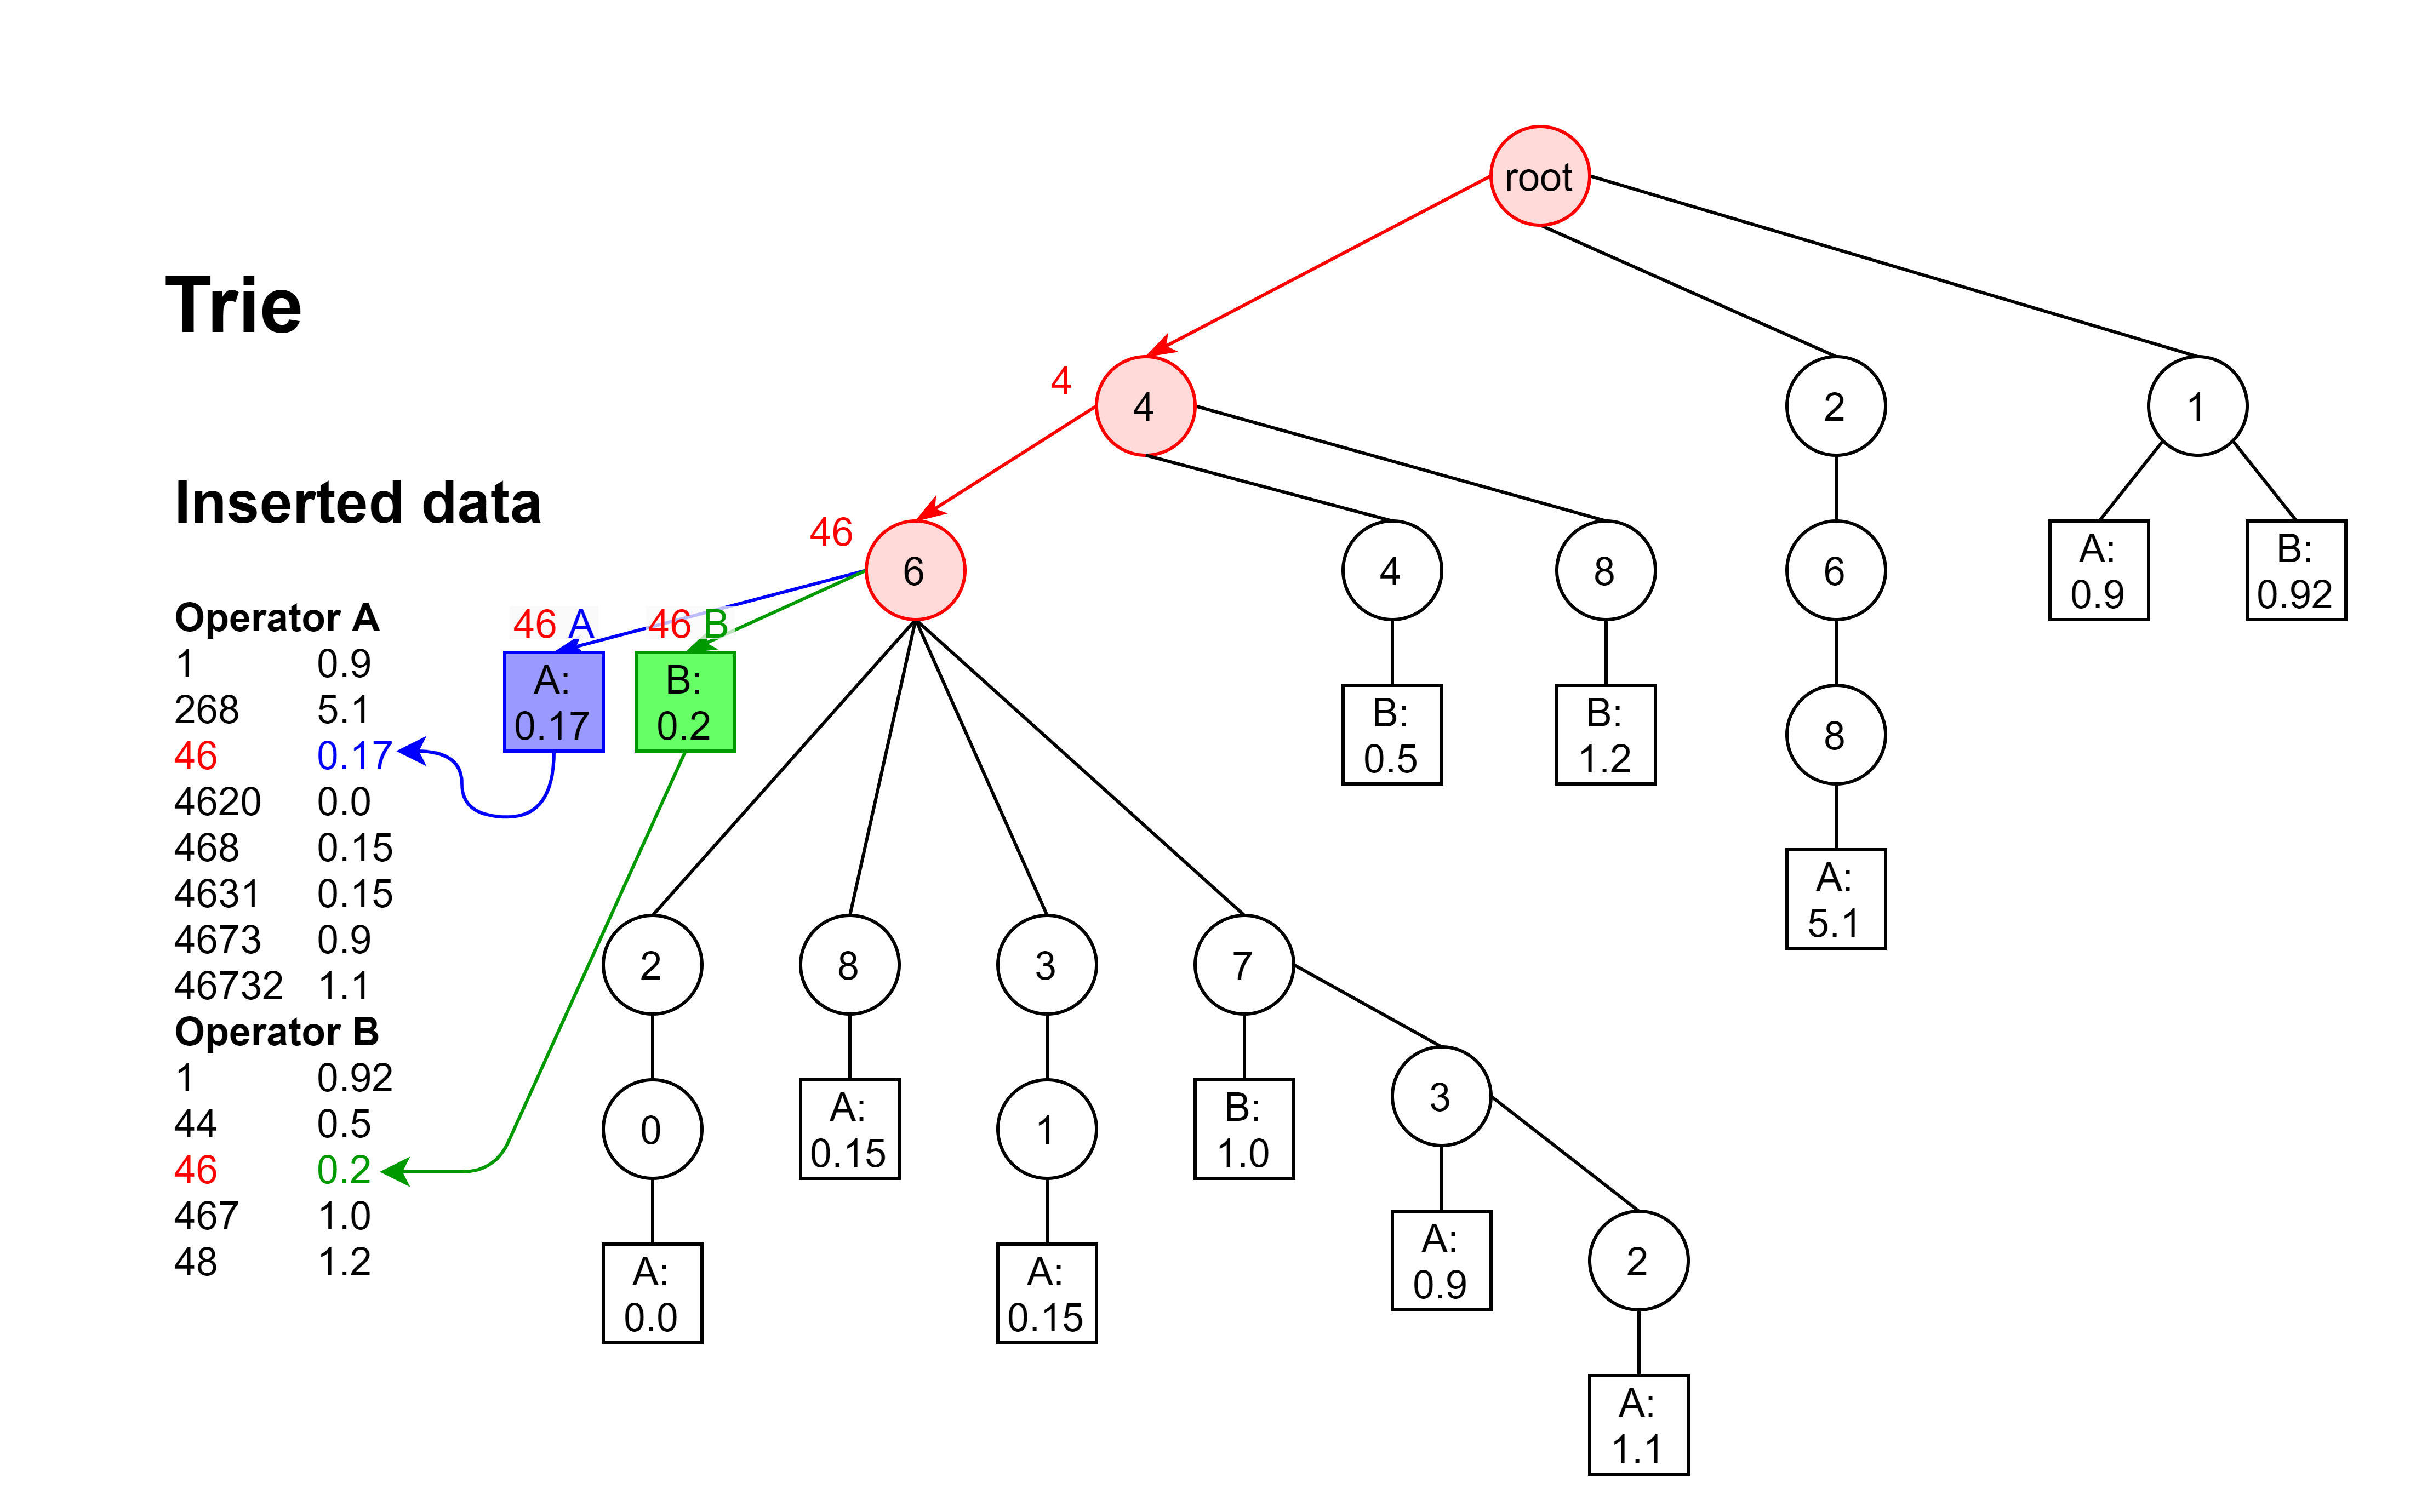 Trie
Inserted data
Operator A
1 0.9
268 5.1
46 0.17
4620 0.0
468 0.15
4631 0.15
4673 0.9
46732 1.1
Operator B
1 0.92
44 0.5
46 0.2
467 1.0
48 1.2
root
4
4
2
1
46
6
4
8
6
A:
0.9
B:
0.92
46 A
46 B
A:
0.17
B:
0.2
B:
0.5
B:
1.2
8
A:
5.1
2
8
3
7
0
A:
0.15
1
B:
1.0
3
A:
0.0
A:
0.15
A:
0.9
2
A:
1.1